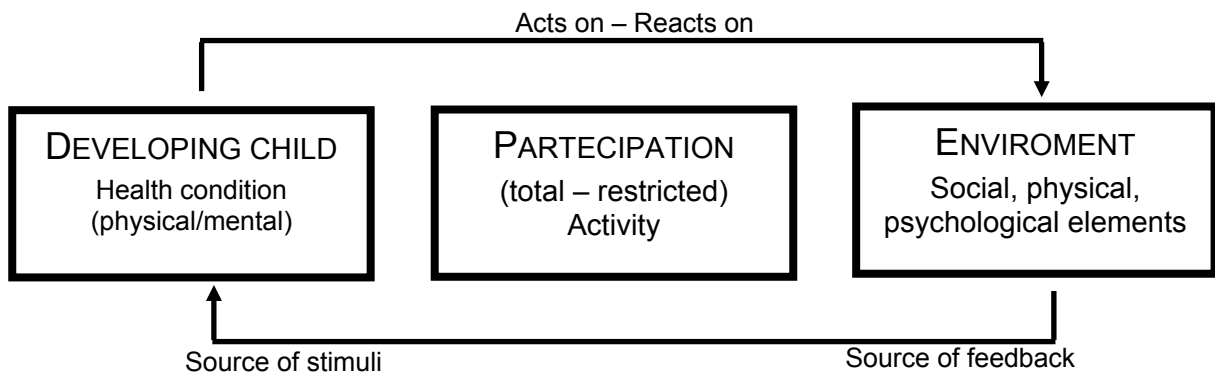 Acts on – Reacts on
DEVELOPING CHILD
Health condition
(physical/mental)
PARTECIPATION
(total – restricted)
Activity
ENVIROMENT
Social, physical,
psychological elements
Source of stimuli
Source of feedback